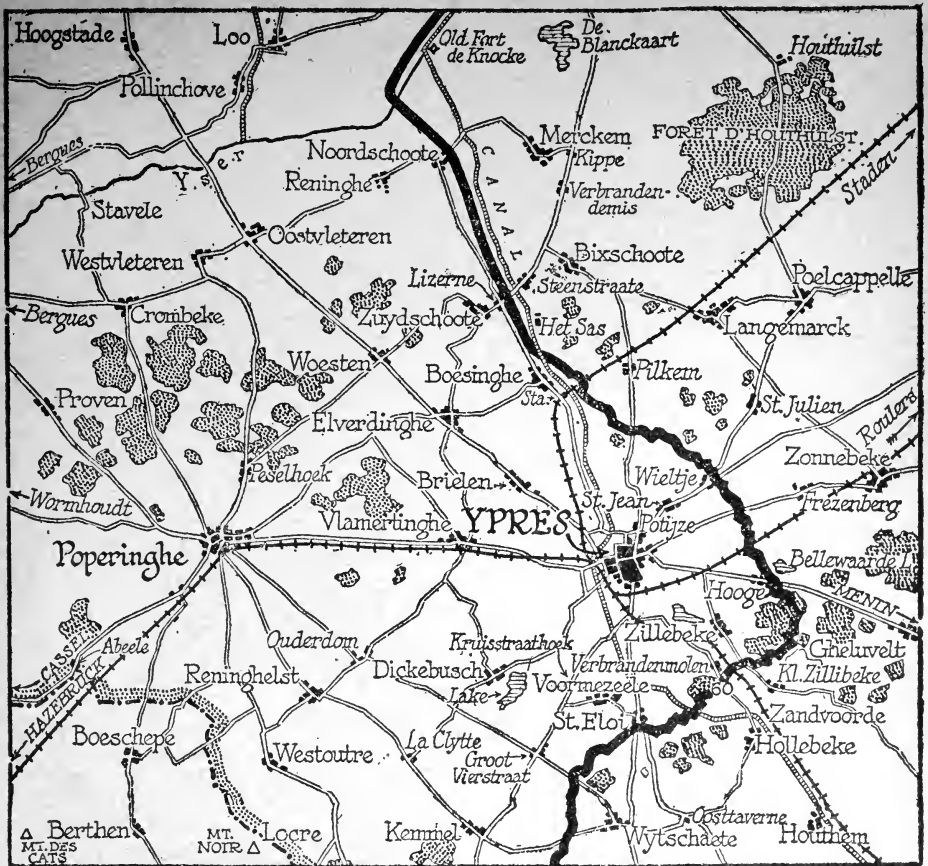 Hoogstade
Loo
Old Fort
de Knocke
De
Blanckaart
Houthulst
Pollinchove
FORÊT D'HOUTHULST
Bergues
Noordschoote
Merckem
Kippe
Staden
Y s e r
Reninghe
CANAL
Verbranden-
demis
Stavele
Oostvleteren
Westvleteren
Bixschoote
Lizerne
Steenstraate
Poelcappelle
Bergues
Crombeke
Zuydschoote
Het Sas
Langemarck
Woesten
Boesinghe
Pilkem
Proven
Sta.
St. Julien
Elverdinghe
Roulers
Peselhoek
Brielen
Wieltje
Zonnebeke
Wormhoudt
St. Jean
Frezenberg
Vlamertinghe
YPRES
Potijze
Poperinghe
Bellewaarde L.
Hooge
MENIN
CASSEL
Abeele
Ouderdom
Kruisstraathoek
Zillebeke
Gheluvelt
HAZEBRUCK
Reninghelst
Dickebusch
Verbrandenmolen
Kl. Zillibeke
Lake
Voormezeele
60
Zandvoorde
Boeschepe
St. Eloi
Hollebeke
Westoutre
La Clytte
Groot-
Vierstraat
Berthen
MT. DES
CATS
MT.
NOIR
Locre
Kemmel
Wytschaete
Oosttaverne
Houthem